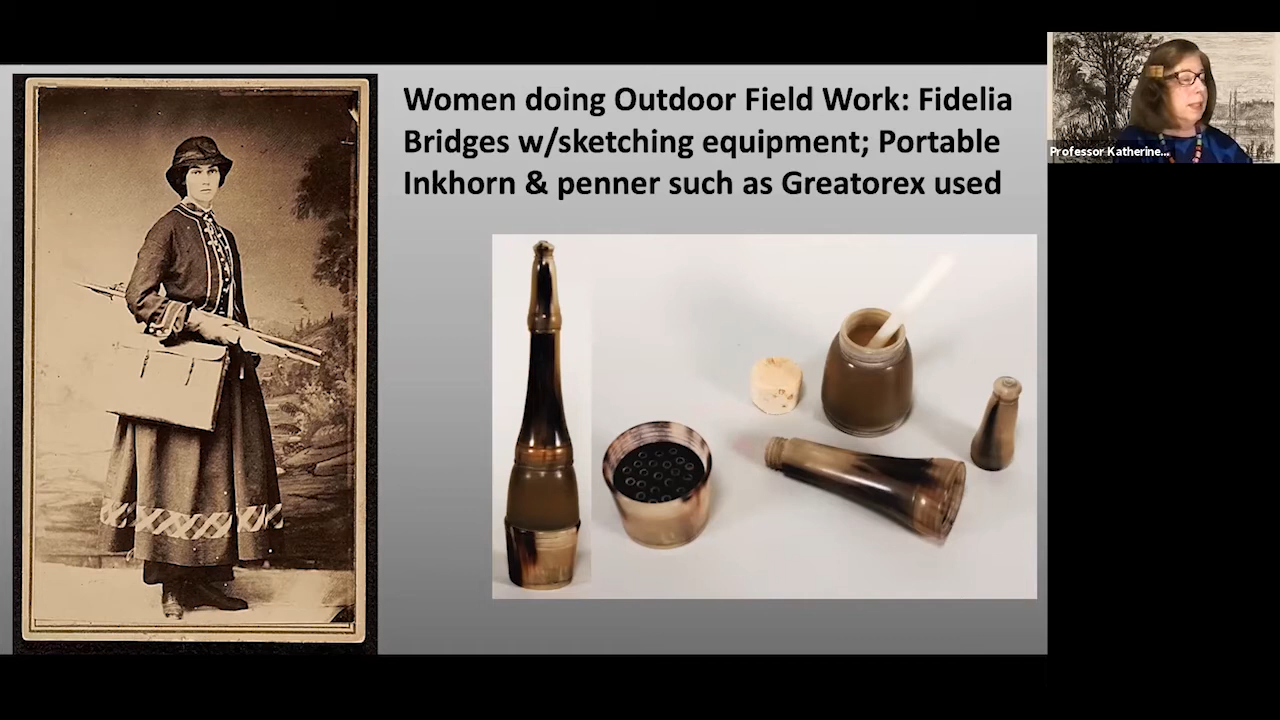 Women doing Outdoor Field Work: Fidelia
Bridges w/sketching equipment; Portable
Inkhorn & penner such as Greatorex used
Professor Katherine...